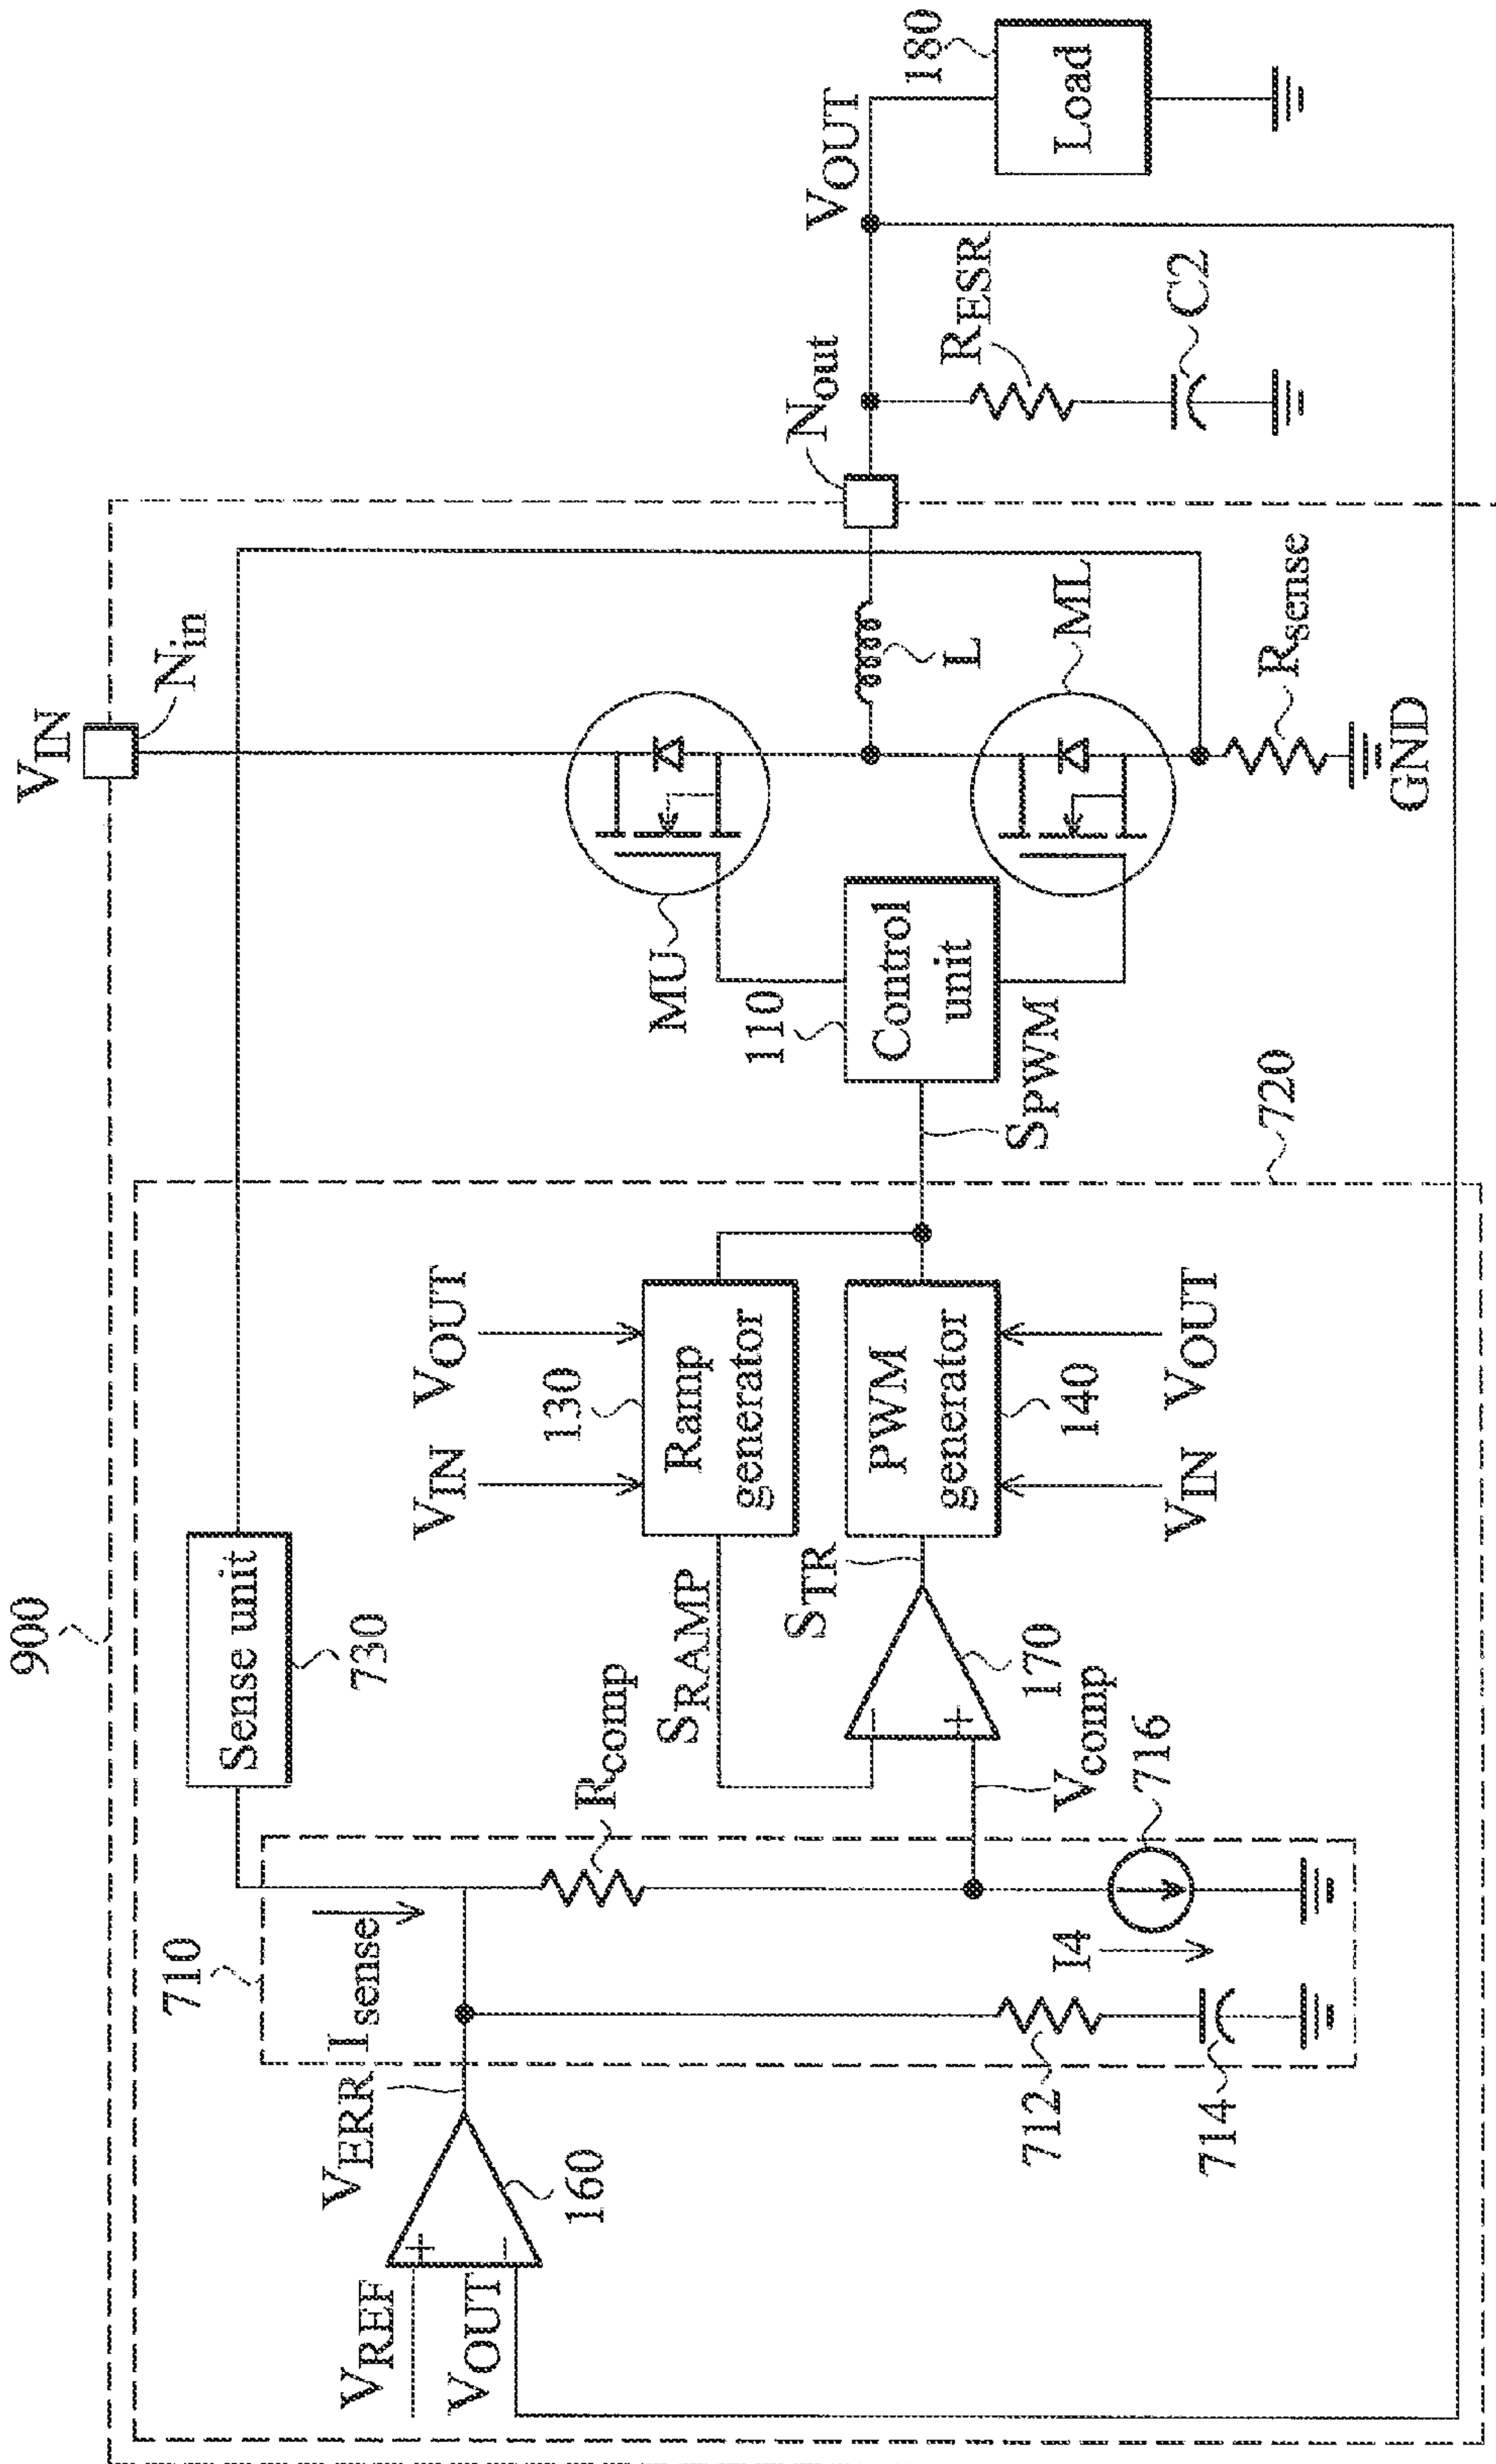 900
VIN
Nin
Sense unit
730
710
VERR
Isense
Rcomp
VREF
VOUT
160
712
714
I4
716
Vcomp
170
SRAMP
STR
VIN
VOUT
130
Ramp
generator
PWM
generator
140
VIN
VOUT
720
SPWM
110
Control
unit
MU
ML
L
Rsense
GND
Nout
RESR
C2
VOUT
180
Load